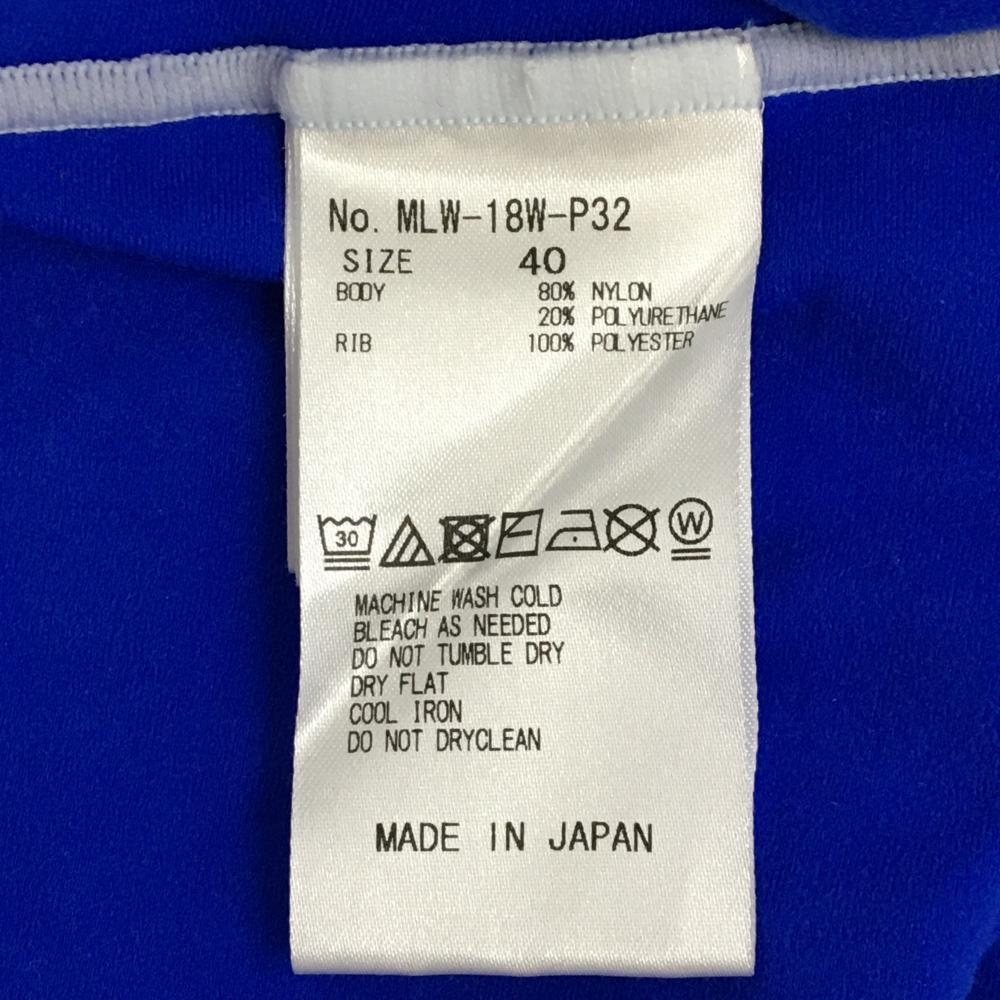 No. MLW-18W-P32
SIZE 40
BODY 80% NYLON
20% POLYURETHANE
RIB 100% POLYESTER
30 W
MACHINE WASH COLD
BLEACH AS NEEDED
DO NOT TUMBLE DRY
DRY FLAT
COOL IRON
DO NOT DRYCLEAN
MADE IN JAPAN